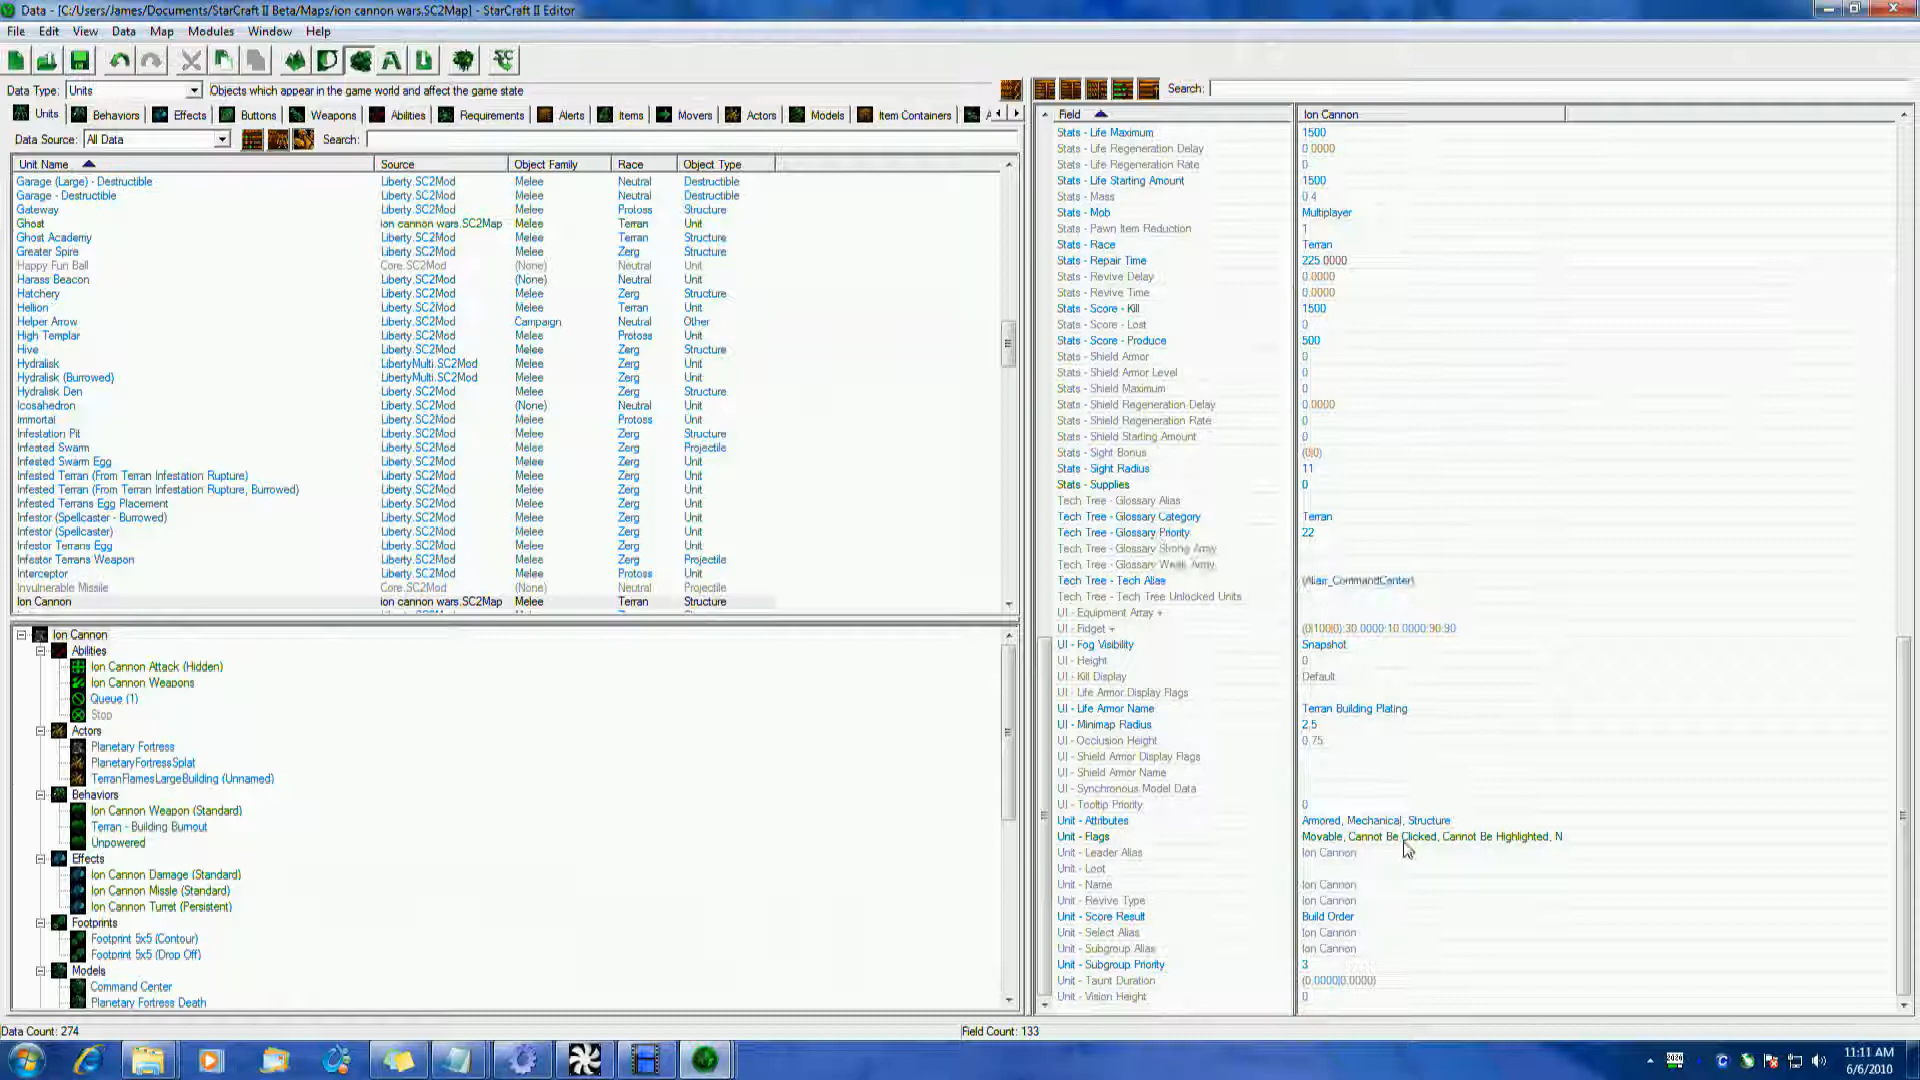 Data - [C:/Users/James/Documents/StarCraft II Beta/Maps/ion cannon wars.SC2Map] - StarCraft II Editor
File Edit View Data Map Modules Window Help
Data Type: Units Objects which appear in the game world and affect the game state
Search:
Units Behaviors Effects Buttons Weapons Abilities Requirements Alerts Items Movers Actors Models Item Containers A
Data Source: All Data Search:
Unit Name Source Object Family Race Object Type
Garage (Large) - Destructible Liberty.SC2Mod Melee Neutral Destructible
Garage - Destructible Liberty.SC2Mod Melee Neutral Destructible
Gateway Liberty.SC2Mod Melee Protoss Structure
Ghost ion cannon wars.SC2Map Melee Terran Unit
Ghost Academy Liberty.SC2Mod Melee Terran Structure
Greater Spire Liberty.SC2Mod Melee Zerg Structure
Happy Fun Ball Core.SC2Mod (None) Neutral Unit
Harass Beacon Liberty.SC2Mod (None) Neutral Unit
Hatchery Liberty.SC2Mod Melee Zerg Structure
Hellion Liberty.SC2Mod Melee Terran Unit
Helper Arrow Liberty.SC2Mod Campaign Neutral Other
High Templar Liberty.SC2Mod Melee Protoss Unit
Hive Liberty.SC2Mod Melee Zerg Structure
Hydralisk LibertyMulti.SC2Mod Melee Zerg Unit
Hydralisk (Burrowed) LibertyMulti.SC2Mod Melee Zerg Unit
Hydralisk Den Liberty.SC2Mod Melee Zerg Structure
Icosahedron Liberty.SC2Mod (None) Neutral Unit
Immortal Liberty.SC2Mod Melee Protoss Unit
Infestation Pit Liberty.SC2Mod Melee Zerg Structure
Infested Swarm Liberty.SC2Mod Melee Zerg Projectile
Infested Swarm Egg Liberty.SC2Mod Melee Zerg Unit
Infested Terran (From Terran Infestation Rupture) Liberty.SC2Mod Melee Zerg Unit
Infested Terran (From Terran Infestation Rupture, Burrowed) Liberty.SC2Mod Melee Zerg Unit
Infested Terrans Egg Placement Liberty.SC2Mod Melee Zerg Unit
Infestor (Spellcaster - Burrowed) Liberty.SC2Mod Melee Zerg Unit
Infestor (Spellcaster) Liberty.SC2Mod Melee Zerg Unit
Infestor Terrans Egg Liberty.SC2Mod Melee Zerg Unit
Infestor Terrans Weapon Liberty.SC2Mod Melee Zerg Projectile
Interceptor Liberty.SC2Mod Melee Protoss Unit
Invulnerable Missile Core.SC2Mod (None) Neutral Projectile
Ion Cannon ion cannon wars.SC2Map Melee Terran Structure
Ion Cannon
Abilities
Ion Cannon Attack (Hidden)
Ion Cannon Weapons
Queue (1)
Stop
Actors
Planetary Fortress
PlanetaryFortressSplat
TerranFlamesLargeBuilding (Unnamed)
Behaviors
Ion Cannon Weapon (Standard)
Terran - Building Burnout
Unpowered
Effects
Ion Cannon Damage (Standard)
Ion Cannon Missle (Standard)
Ion Cannon Turret (Persistent)
Footprints
Footprint 5x5 (Contour)
Footprint 5x5 (Drop Off)
Models
Command Center
Planetary Fortress Death
Field Ion Cannon
Stats - Life Maximum 1500
Stats - Life Regeneration Delay 0.0000
Stats - Life Regeneration Rate 0
Stats - Life Starting Amount 1500
Stats - Mass 0.4
Stats - Mob Multiplayer
Stats - Pawn Item Reduction 1
Stats - Race Terran
Stats - Repair Time 225.0000
Stats - Revive Delay 0.0000
Stats - Revive Time 0.0000
Stats - Score - Kill 1500
Stats - Score - Lost 0
Stats - Score - Produce 500
Stats - Shield Armor 0
Stats - Shield Armor Level 0
Stats - Shield Maximum 0
Stats - Shield Regeneration Delay 0.0000
Stats - Shield Regeneration Rate 0
Stats - Shield Starting Amount 0
Stats - Sight Bonus (0|0)
Stats - Sight Radius 11
Stats - Supplies 0
Tech Tree - Glossary Alias
Tech Tree - Glossary Category Terran
Tech Tree - Glossary Priority 22
Tech Tree - Glossary Strong Array
Tech Tree - Glossary Weak Array
Tech Tree - Tech Alias (Alias_CommandCenter)
Tech Tree - Tech Tree Unlocked Units
UI - Equipment Array +
UI - Fidget + (0|100|0):30.0000:10.0000:90:90
UI - Fog Visibility Snapshot
UI - Height 0
UI - Kill Display Default
UI - Life Armor Display Flags
UI - Life Armor Name Terran Building Plating
UI - Minimap Radius 2.5
UI - Occlusion Height 0.75
UI - Shield Armor Display Flags
UI - Shield Armor Name
UI - Synchronous Model Data
UI - Tooltip Priority 0
Unit - Attributes Armored, Mechanical, Structure
Unit - Flags Movable, Cannot Be Clicked, Cannot Be Highlighted, N
Unit - Leader Alias Ion Cannon
Unit - Loot
Unit - Name Ion Cannon
Unit - Revive Type Ion Cannon
Unit - Score Result Build Order
Unit - Select Alias Ion Cannon
Unit - Subgroup Alias Ion Cannon
Unit - Subgroup Priority 3
Unit - Taunt Duration (0.0000|0.0000)
Unit - Vision Height 0
Data Count: 274 Field Count: 133
11:11 AM
6/6/2010